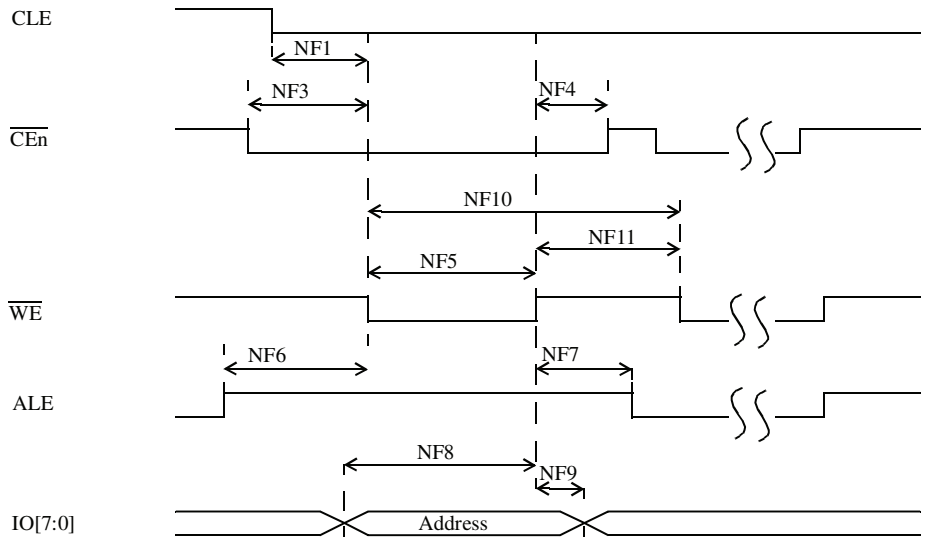 CLE
NF1
NF3
NF4
CEn
NF10
NF11
NF5
WE
NF6
NF7
ALE
NF8
NF9
IO[7:0]
Address